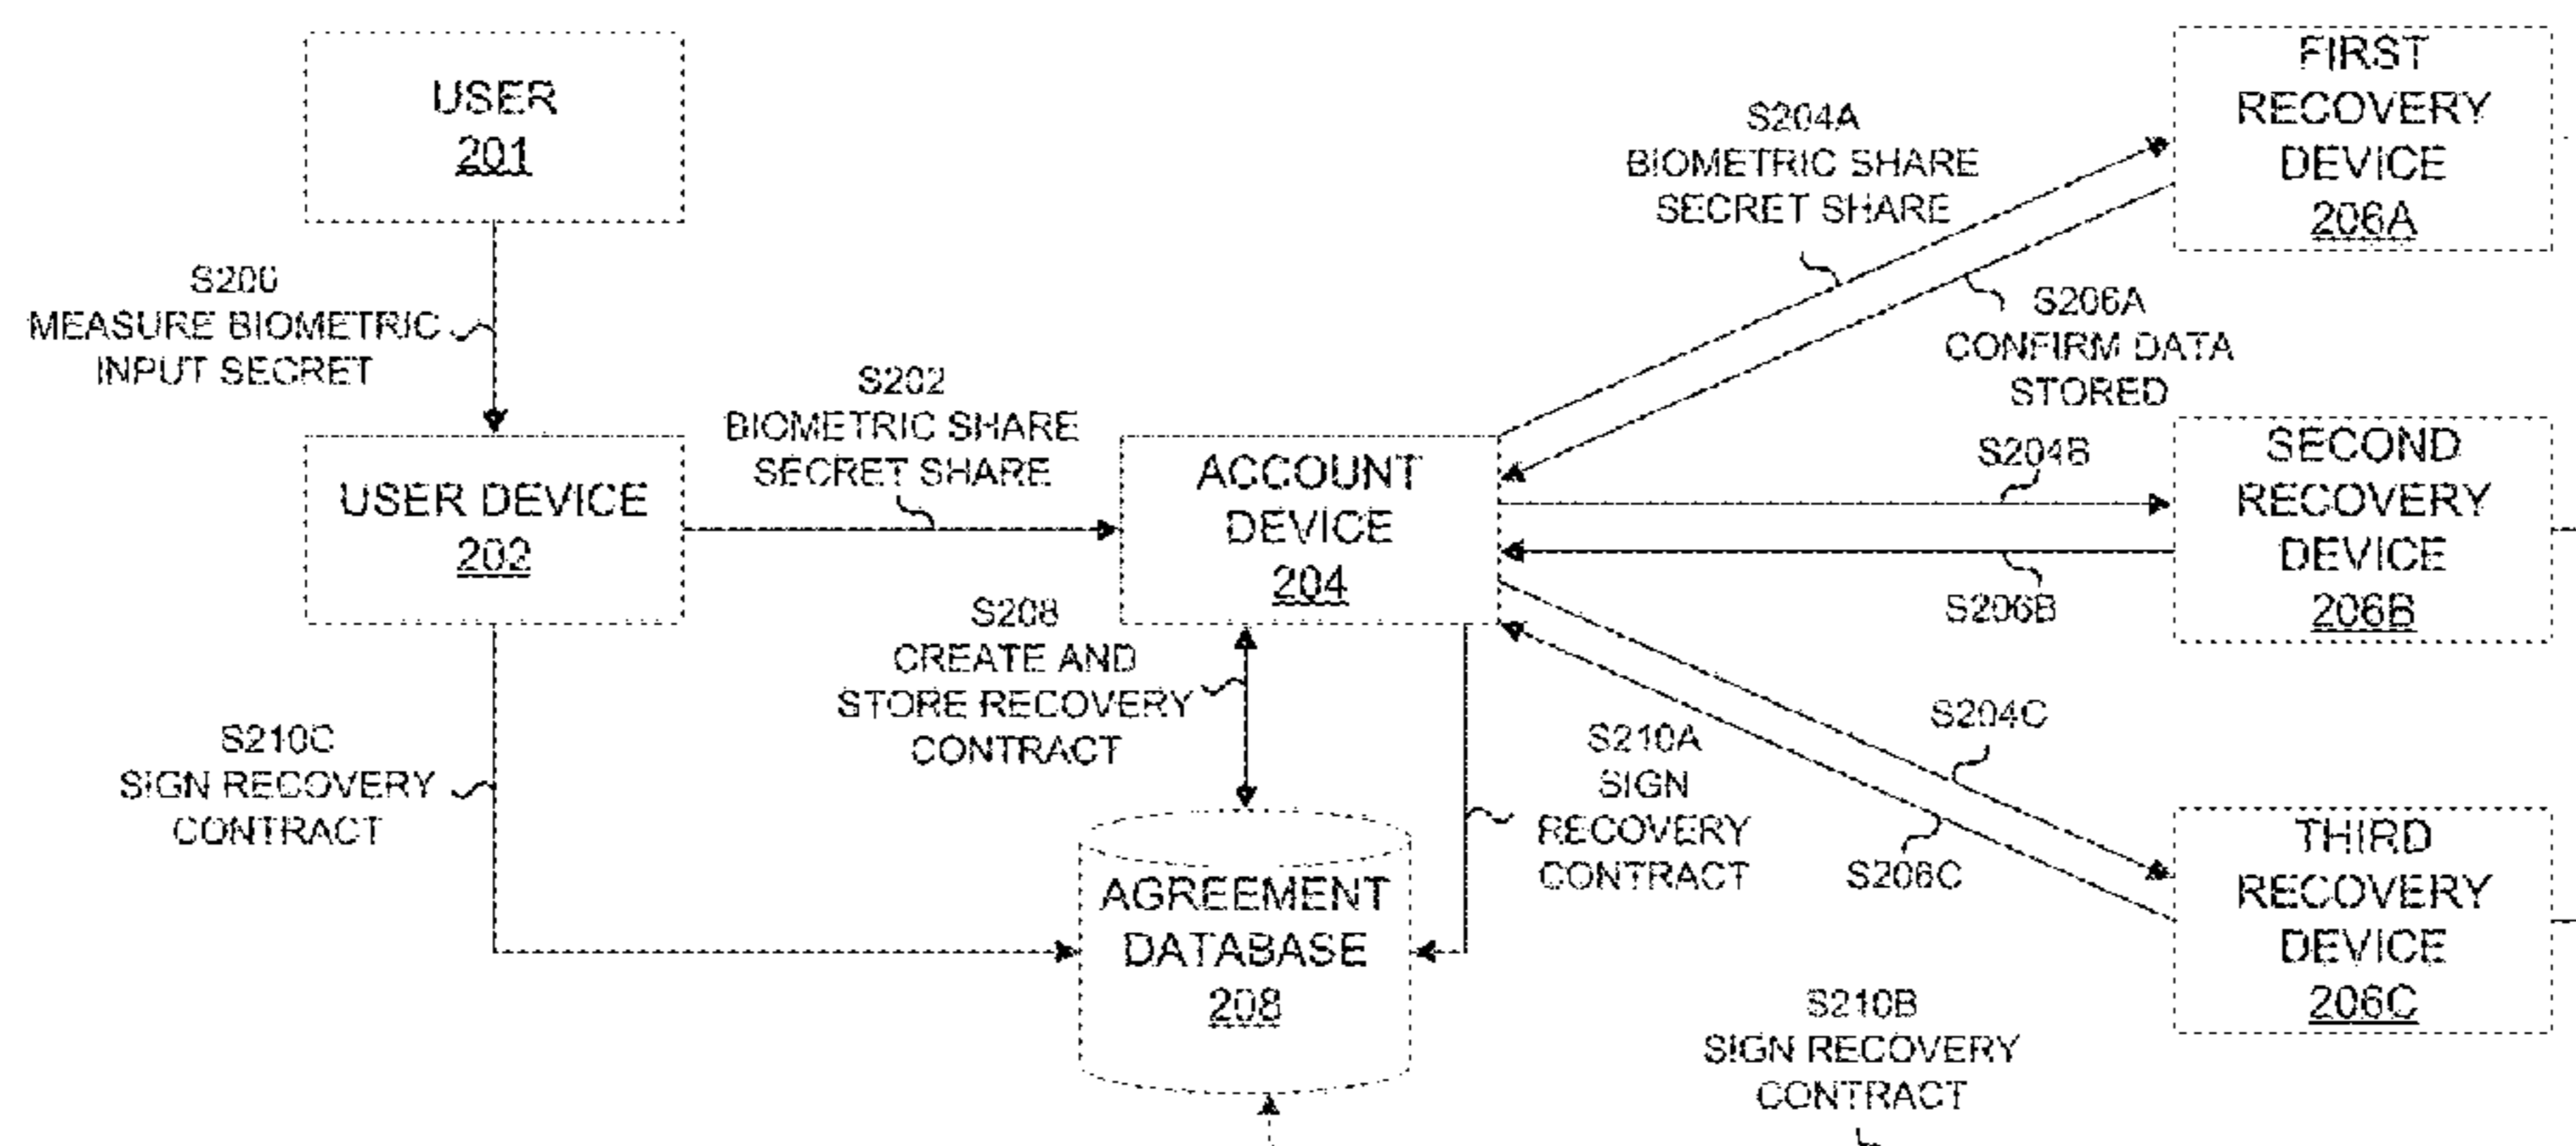 USER
201
S200
MEASURE BIOMETRIC
INPUT SECRET
USER DEVICE
202
S202
BIOMETRIC SHARE
SECRET SHARE
ACCOUNT
DEVICE
204
S204A
BIOMETRIC SHARE
SECRET SHARE
FIRST
RECOVERY
DEVICE
206A
S206A
CONFIRM DATA
STORED
S204B
S206B
SECOND
RECOVERY
DEVICE
206B
S208
CREATE AND
STORE RECOVERY
CONTRACT
S210C
SIGN RECOVERY
CONTRACT
S210A
SIGN
RECOVERY
CONTRACT
S204C
S206C
THIRD
RECOVERY
DEVICE
206C
AGREEMENT
DATABASE
208
S210B
SIGN RECOVERY
CONTRACT